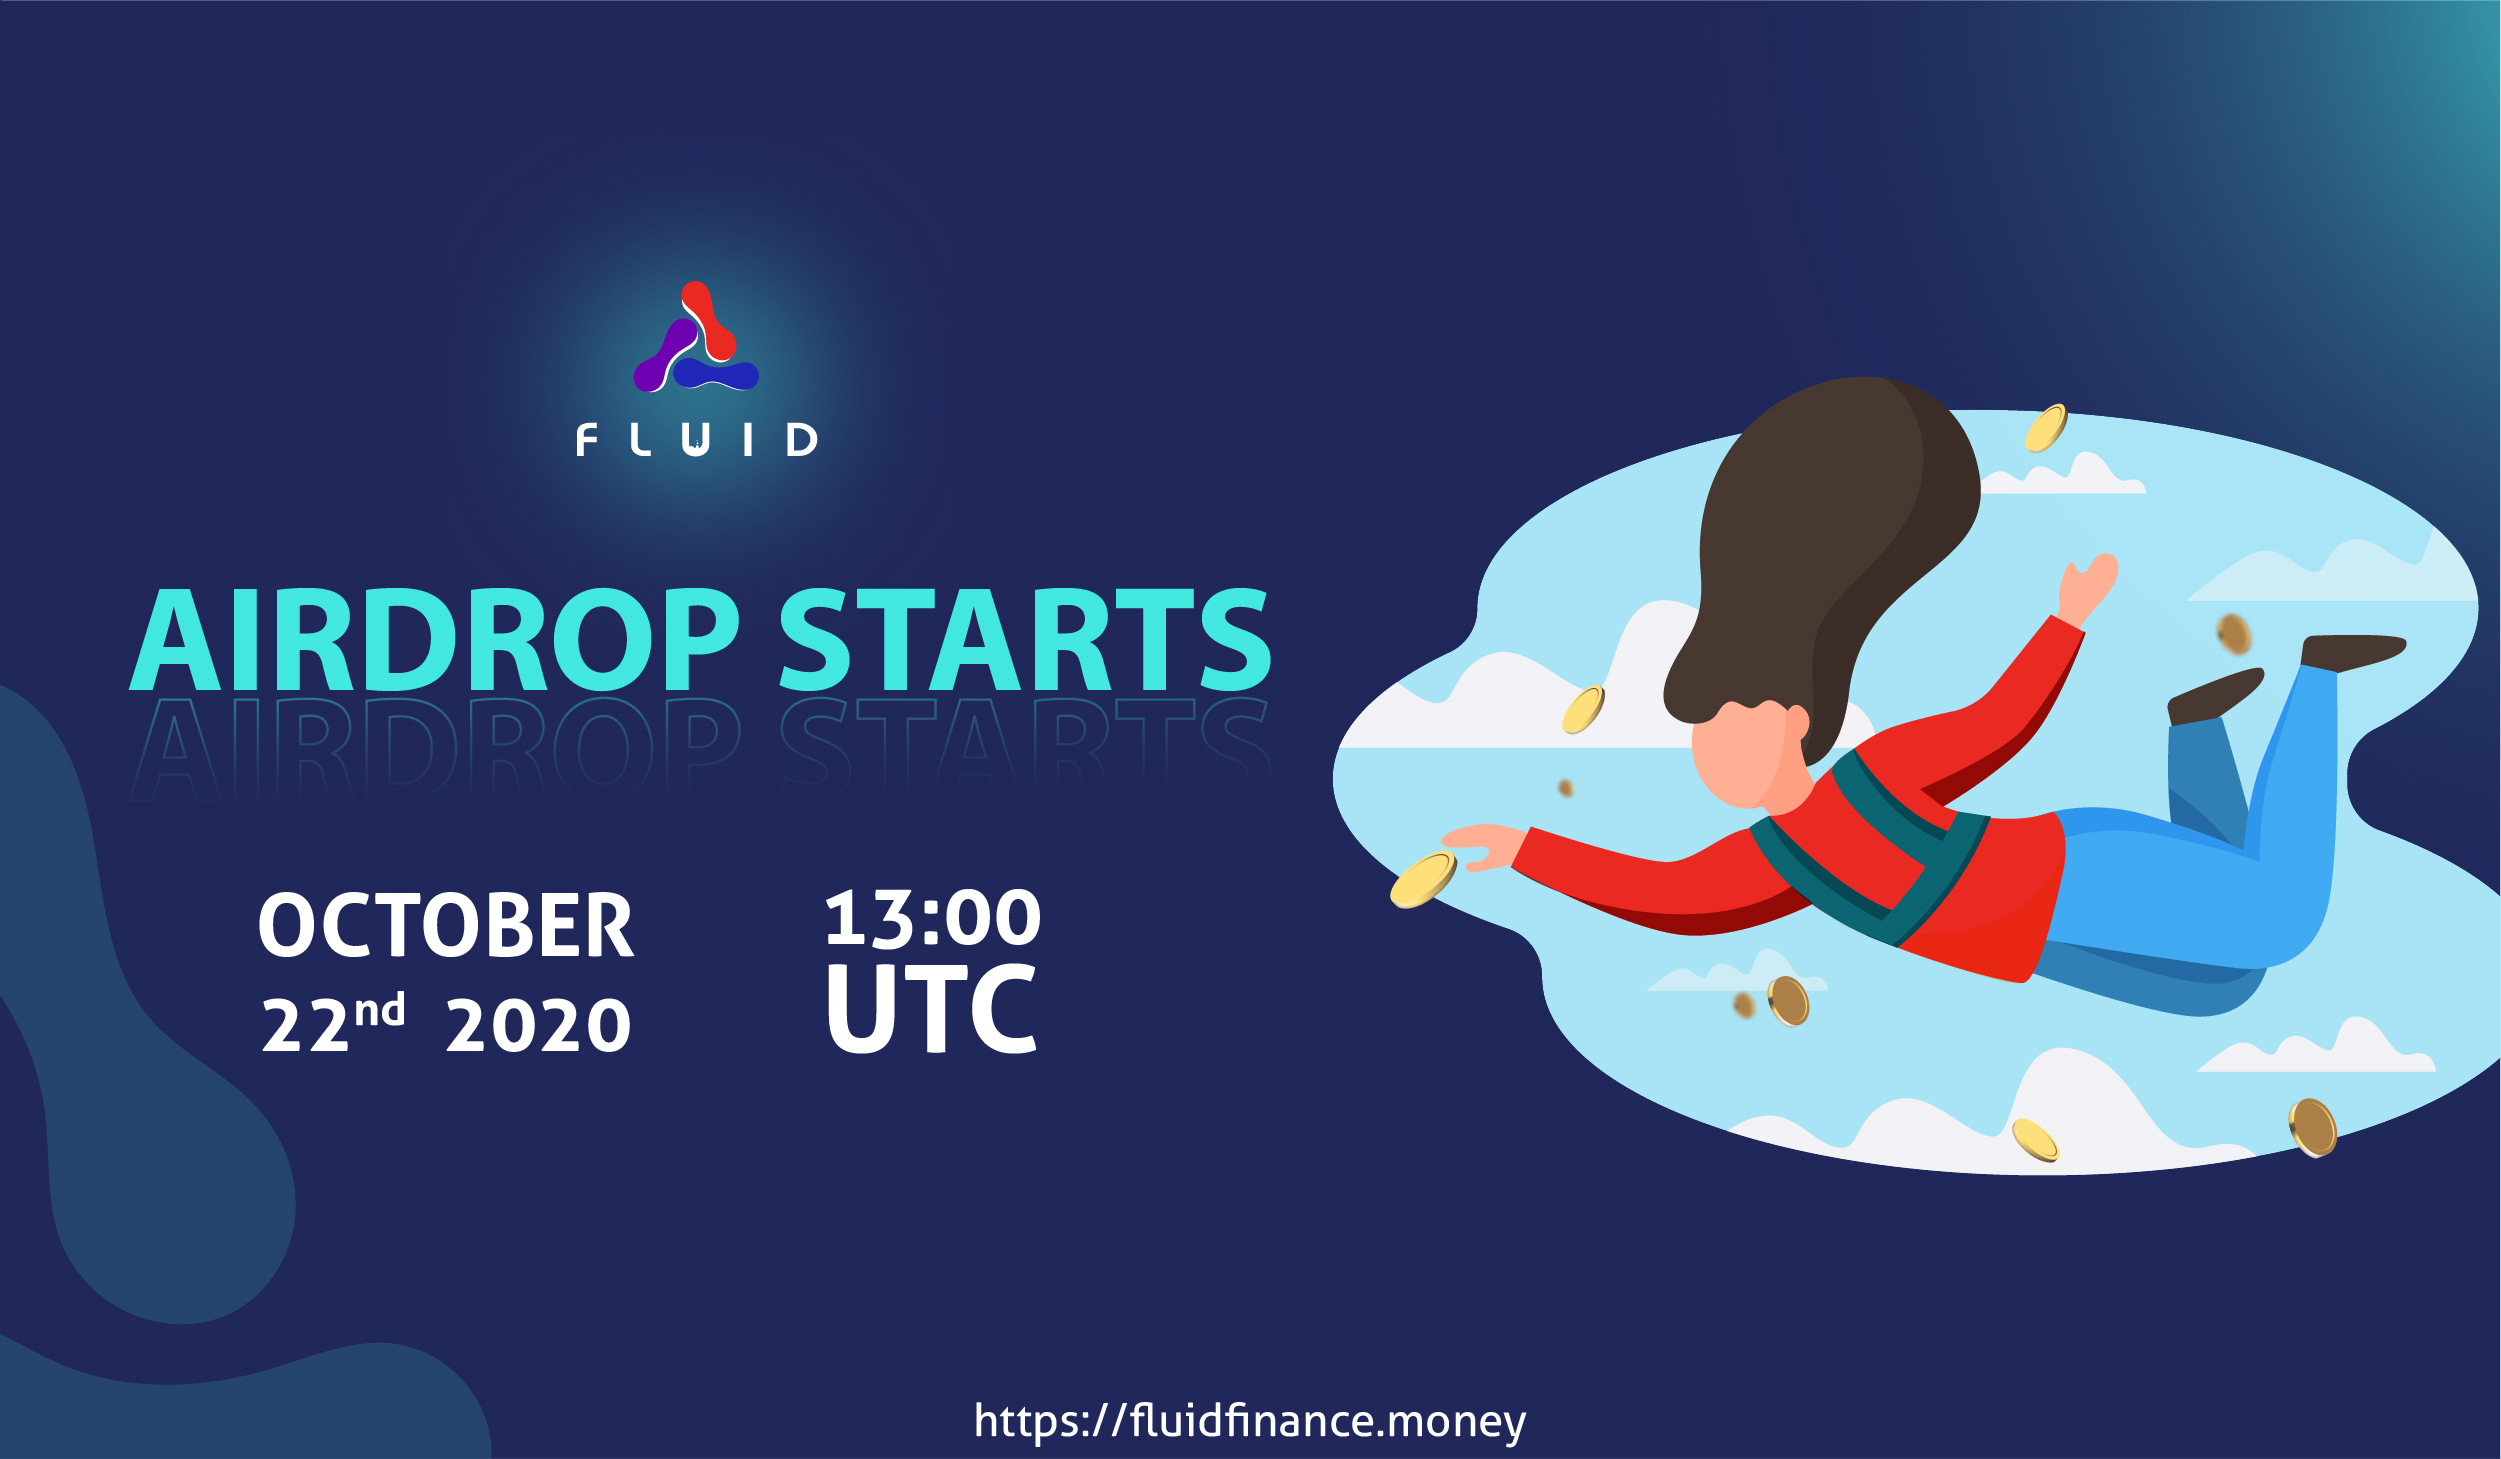 FLUID
AIRDROP STARTS
AIRDROP STARTS
OCTOBER
22nd 2020
13:00
UTC
https://fluidfinance.money